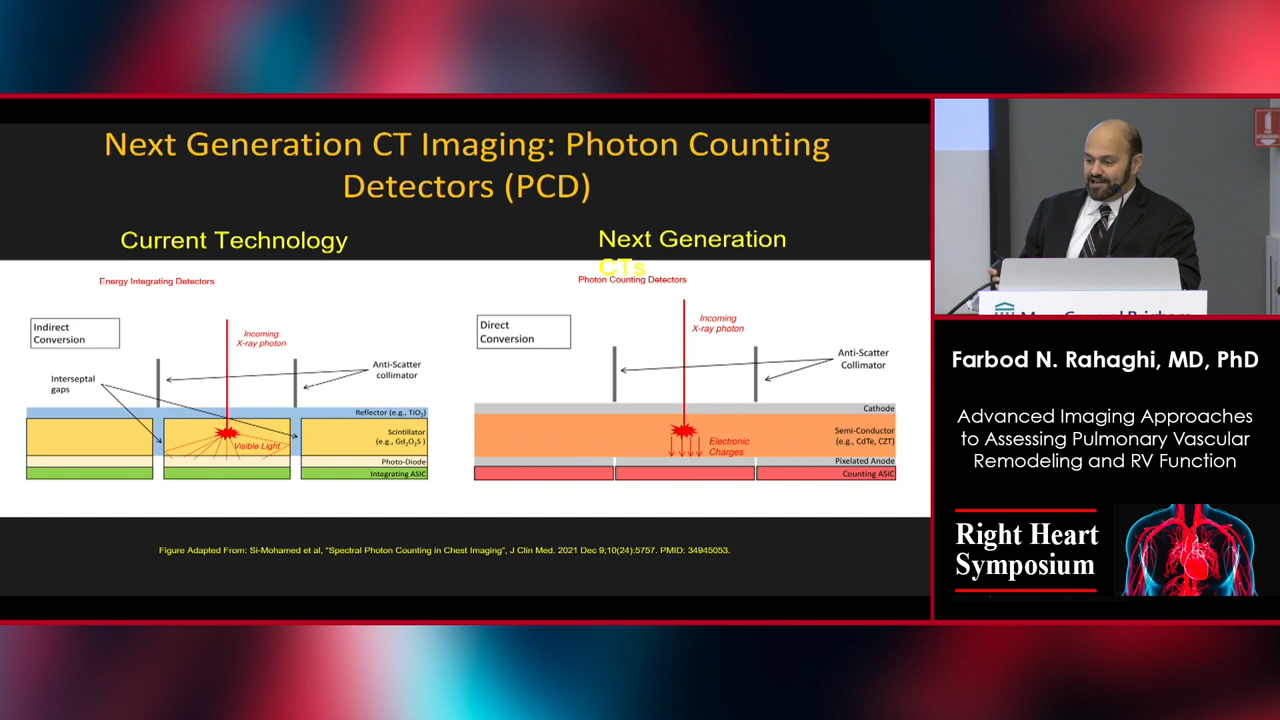 Next Generation CT Imaging: Photon Counting
Detectors (PCD)
Current Technology
Next Generation
CTs
Energy Integrating Detectors
Indirect
Conversion
Incoming
X-ray photon
Interseptal
gaps
Anti-Scatter
collimator
Reflector (e.g., TiO₂)
Scintillator
(e.g., Gd₂O₂S )
Visible Light
Photo-Diode
Integrating ASIC
Photon Counting Detectors
Direct
Conversion
Incoming
X-ray photon
Anti-Scatter
Collimator
Cathode
Semi-Conductor
(e.g., CdTe, CZT)
Electronic
Charges
Pixelated Anode
Counting ASIC
Figure Adapted From: Si-Mohamed et al, "Spectral Photon Counting in Chest Imaging", J Clin Med. 2021 Dec 9;10(24):5757. PMID: 34945053.
Farbod N. Rahaghi, MD, PhD
Advanced Imaging Approaches
to Assessing Pulmonary Vascular
Remodeling and RV Function
Right Heart
Symposium